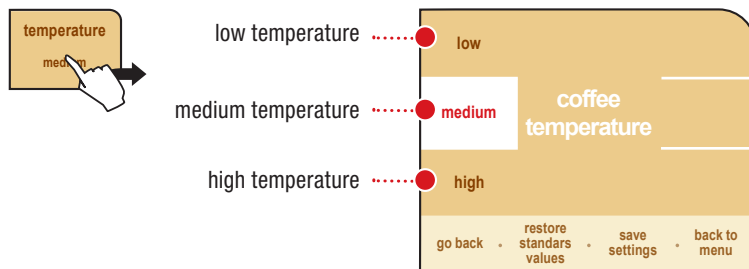 temperature
medium
low temperature
medium temperature
high temperature
low
medium
high
coffee
temperature
go back
restore
standars
values
save
settings
back to
menu